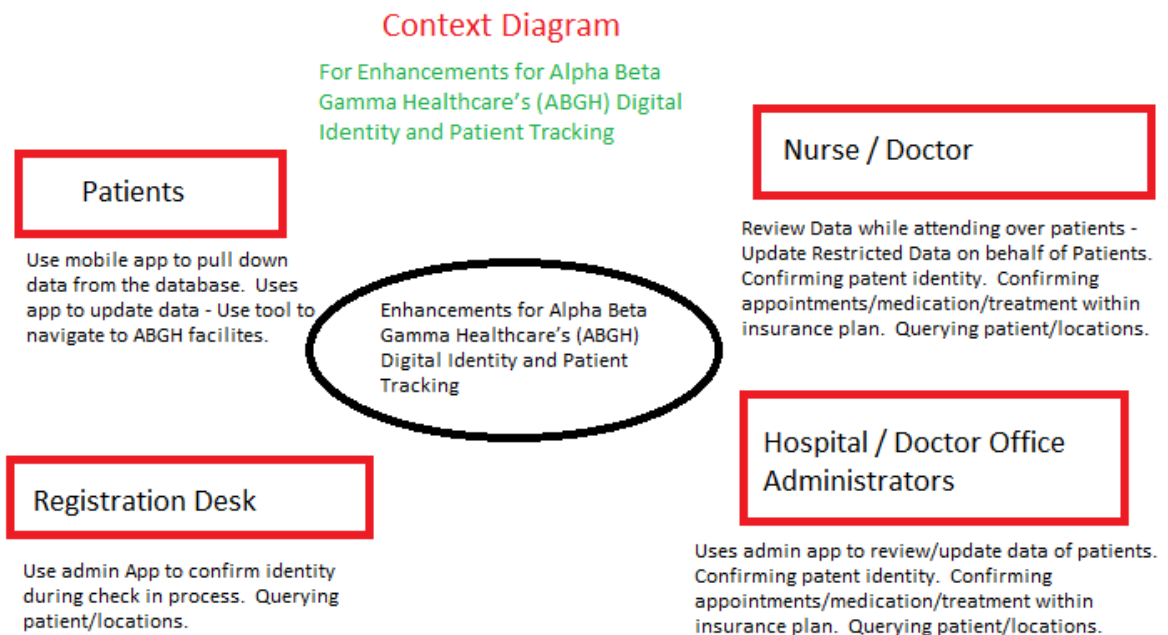 Context Diagram
For Enhancements for Alpha Beta
Gamma Healthcare's (ABGH) Digital
Identity and Patient Tracking
Patients
Use mobile app to pull down
data from the database.  Uses
app to update data - Use tool to
navigate to ABGH facilites.
Nurse / Doctor
Review Data while attending over patients -
Update Restricted Data on behalf of Patients.
Confirming patent identity.  Confirming
appointments/medication/treatment within
insurance plan.  Querying patient/locations.
Enhancements for Alpha Beta
Gamma Healthcare's (ABGH)
Digital Identity and Patient
Tracking
Registration Desk
Use admin App to confirm identity
during check in process.  Querying
patient/locations.
Hospital / Doctor Office
Administrators
Uses admin app to review/update data of patients.
Confirming patent identity.  Confirming
appointments/medication/treatment within
insurance plan.  Querying patient/locations.